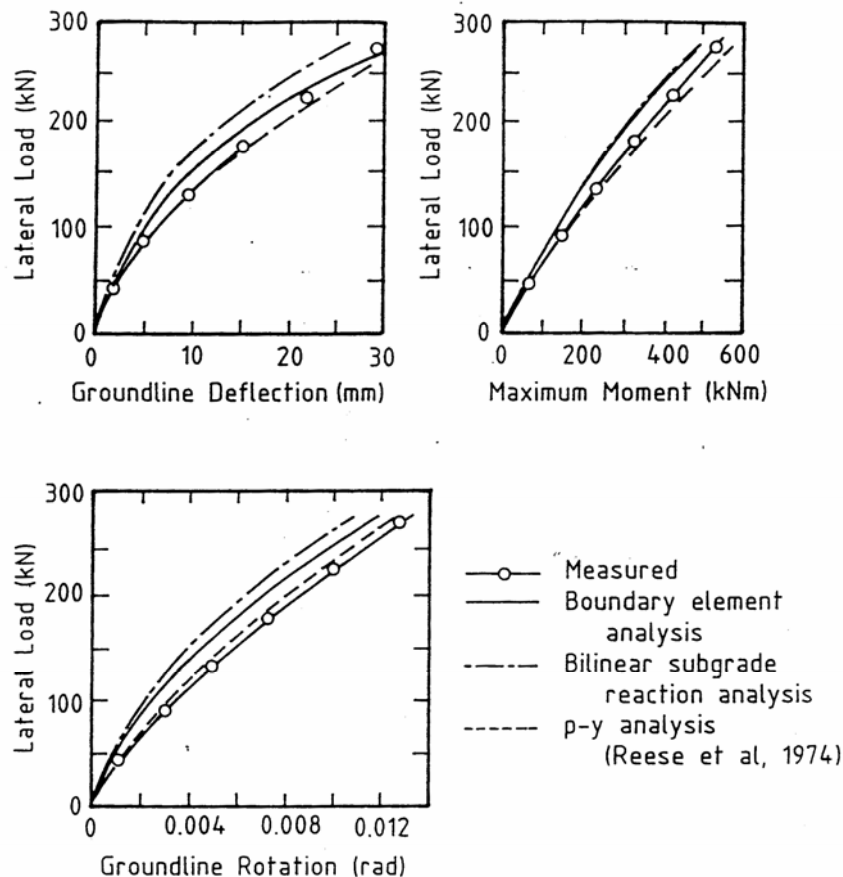 300
200
100
0
Lateral Load (kN)
0 10 20 30
Groundline Deflection (mm)
300
200
100
0
Lateral Load (kN)
0 200 400 600
Maximum Moment (kNm)
300
200
100
0
Lateral Load (kN)
0 0.004 0.008 0.012
Groundline Rotation (rad)
Measured
Boundary element
analysis
Bilinear subgrade
reaction analysis
p-y analysis
(Reese et al, 1974)